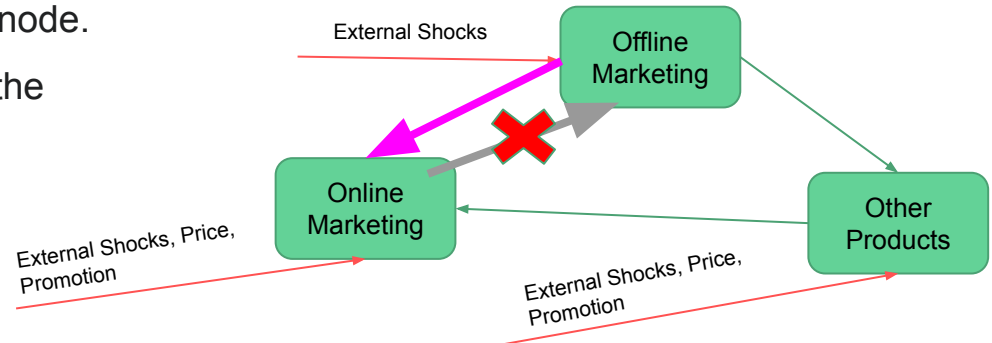 node.
the
External Shocks
Offline
Marketing
Online
Marketing
Other
Products
External Shocks, Price,
Promotion
External Shocks, Price,
Promotion